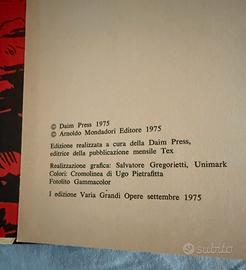 © Daim Press 1975
© Arnoldo Mondadori Editore 1975
Edizione realizzata a cura della Daim Press,
editrice della pubblicazione mensile Tex
Realizzazione grafica: Salvatore Gregorietti, Unimark
Colori: Cromolinea di Ugo Pietrafitta
Fotolito Gammacolor
I edizione Varia Grandi Opere settembre 1975
subito